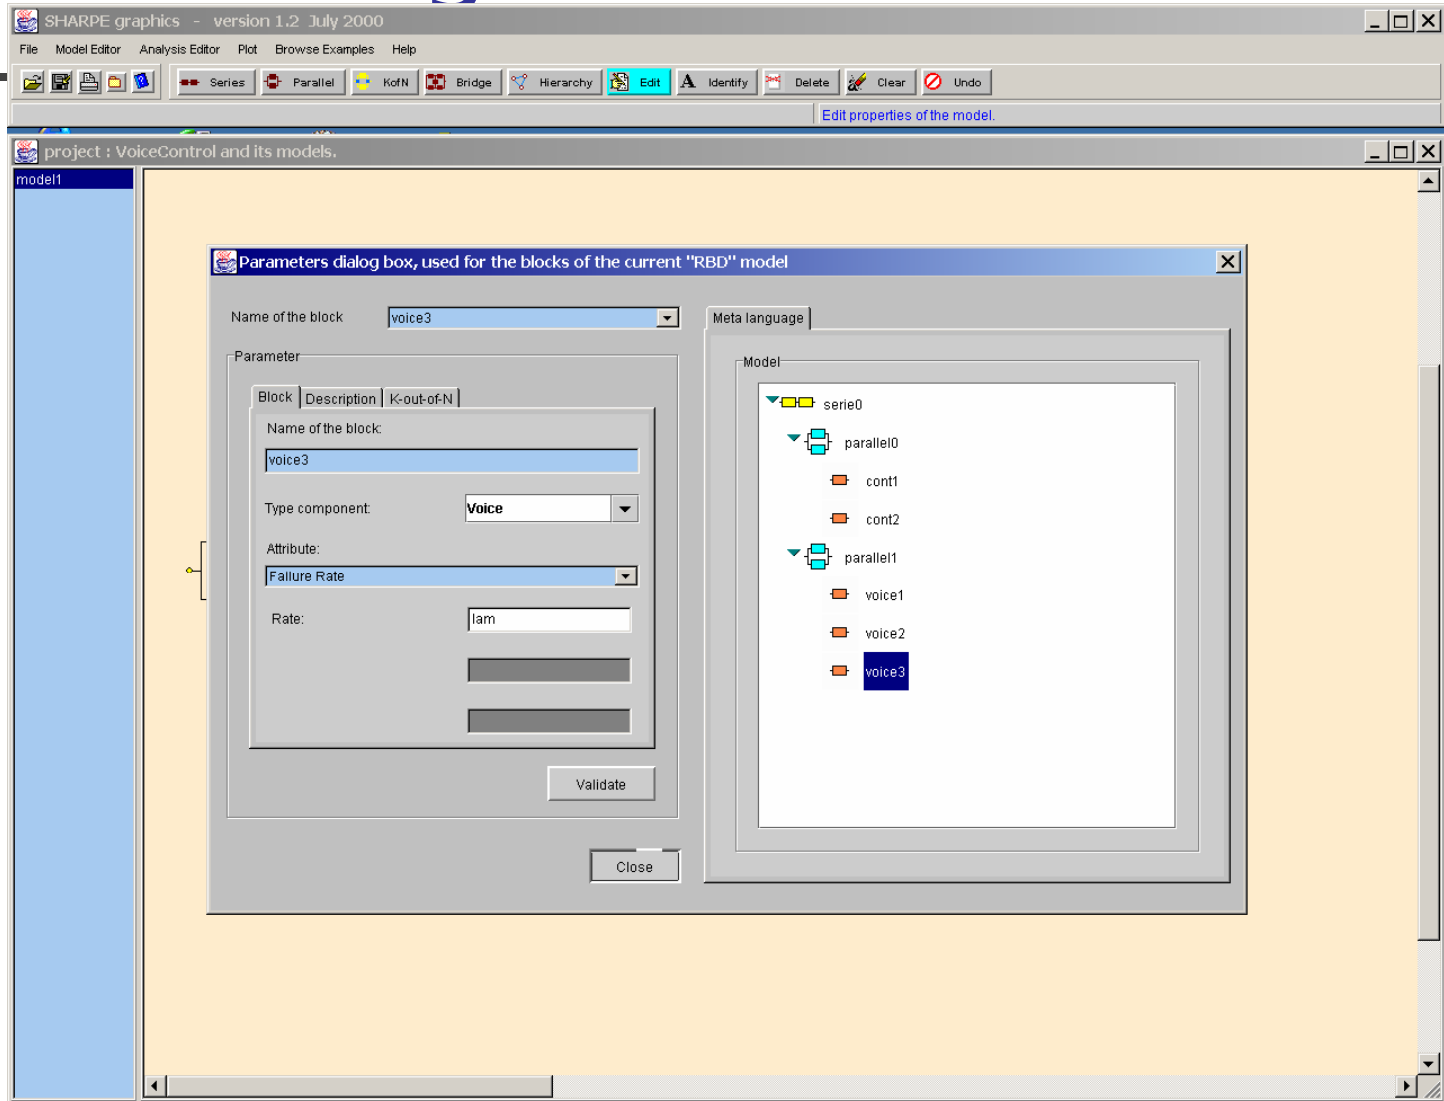 SHARPE graphics - version 1.2 July 2000
File Model Editor Analysis Editor Plot Browse Examples Help
Series Parallel KofN Bridge Hierarchy Edit A Identify Delete Clear Undo
Edit properties of the model.
project : VoiceControl and its models.
model1
Parameters dialog box, used for the blocks of the current "RBD" model
Name of the block voice3
Parameter
Block Description K-out-of-N
Name of the block:
voice3
Type component: Voice
Attribute:
Failure Rate
Rate: lam
Validate
Close
Meta language
Model
serie0
parallel0
cont1
cont2
parallel1
voice1
voice2
voice3